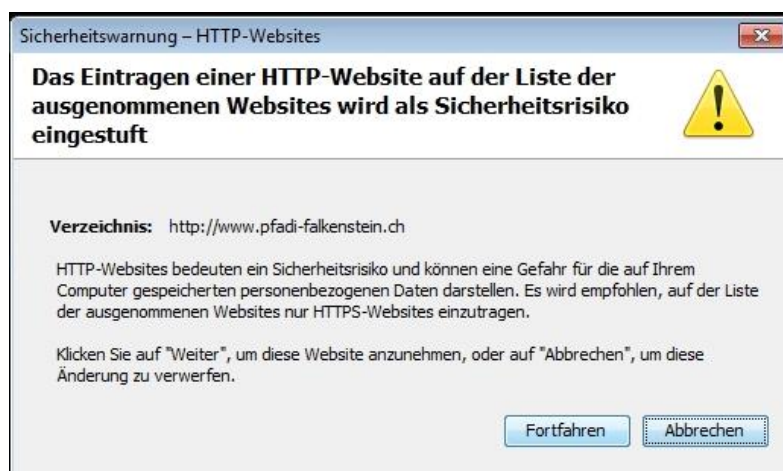 Sicherheitswarnung – HTTP-Websites
Das Eintragen einer HTTP-Website auf der Liste der
ausgenommenen Websites wird als Sicherheitsrisiko
eingestuft
Verzeichnis: http://www.pfadi-falkenstein.ch
HTTP-Websites bedeuten ein Sicherheitsrisiko und können eine Gefahr für die auf Ihrem
Computer gespeicherten personenbezogenen Daten darstellen. Es wird empfohlen, auf der Liste
der ausgenommenen Websites nur HTTPS-Websites einzutragen.
Klicken Sie auf "Weiter", um diese Website anzunehmen, oder auf "Abbrechen", um diese
Änderung zu verwerfen.
Fortfahren Abbrechen